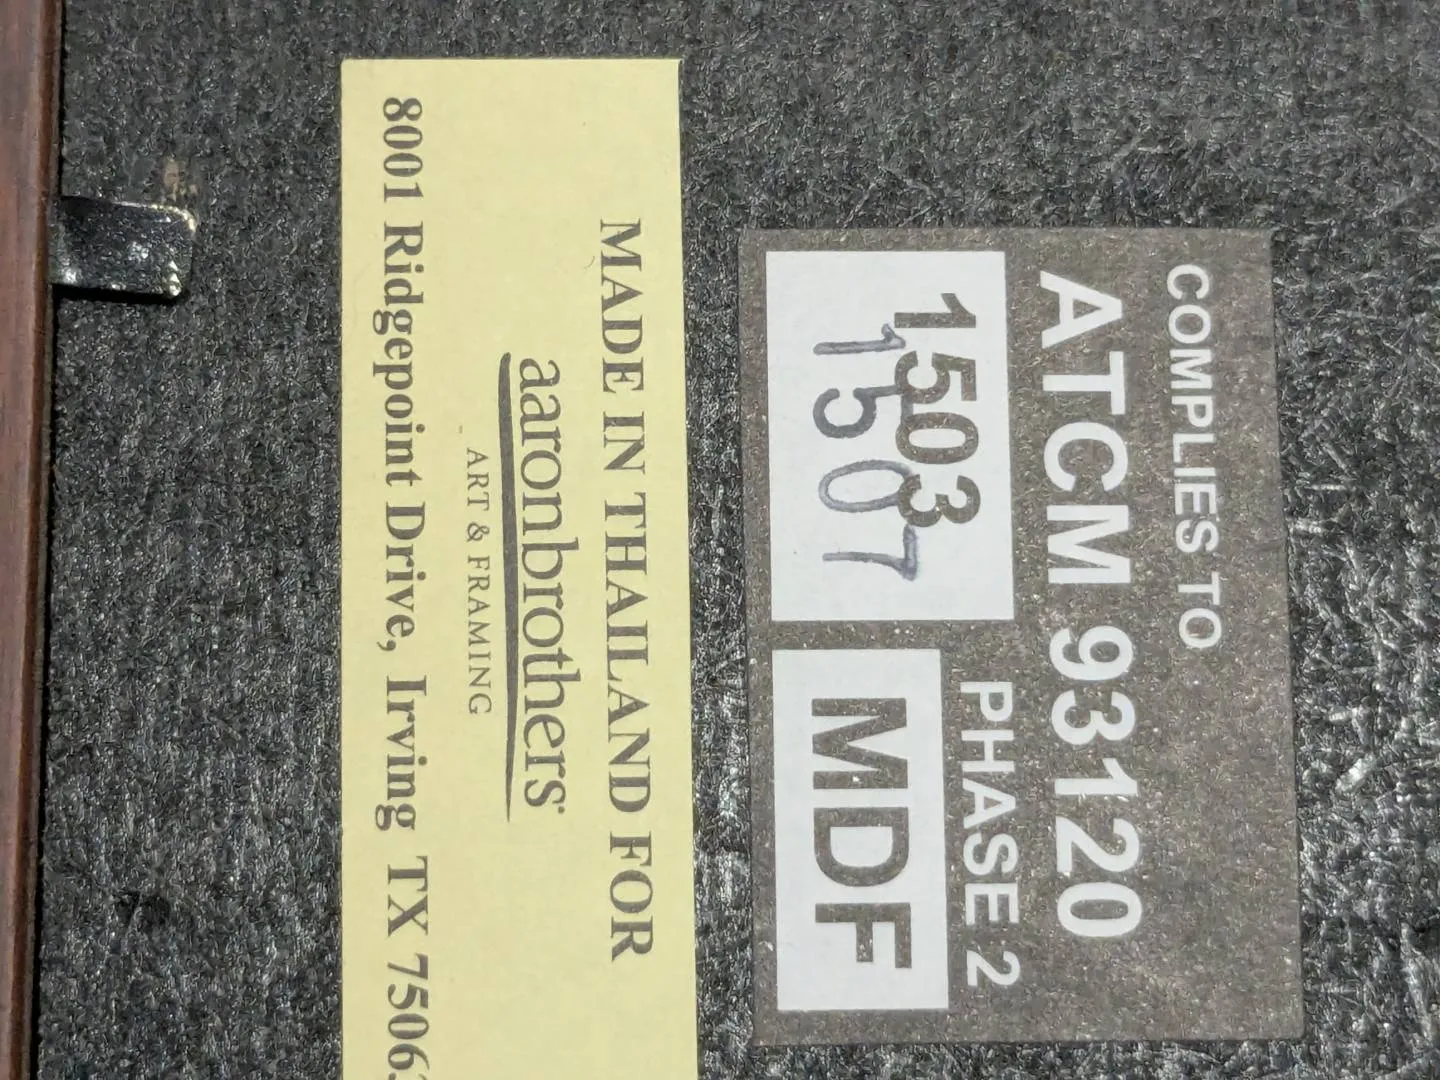 COMPLIES TO
ATCM 93120
PHASE 2
1503
1507
MDF
MADE IN THAILAND FOR
aaronbrothers
ART & FRAMING
8001 Ridgepoint Drive, Irving TX